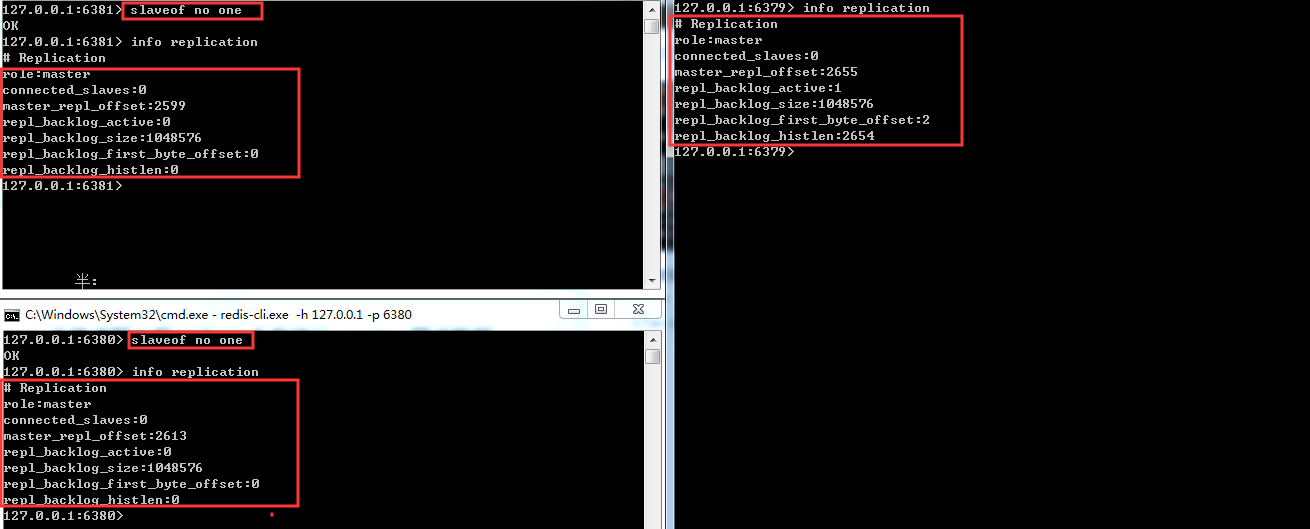 127.0.0.1:6381> slaveof no one
OK
127.0.0.1:6381> info replication
# Replication
role:master
connected_slaves:0
master_repl_offset:2599
repl_backlog_active:0
repl_backlog_size:1048576
repl_backlog_first_byte_offset:0
repl_backlog_histlen:0
127.0.0.1:6381>
半:
C:\Windows\System32\cmd.exe - redis-cli.exe  -h 127.0.0.1 -p 6380
127.0.0.1:6380> slaveof no one
OK
127.0.0.1:6380> info replication
# Replication
role:master
connected_slaves:0
master_repl_offset:2613
repl_backlog_active:0
repl_backlog_size:1048576
repl_backlog_first_byte_offset:0
repl_backlog_histlen:0
127.0.0.1:6380>
127.0.0.1:6379> info replication
# Replication
role:master
connected_slaves:0
master_repl_offset:2655
repl_backlog_active:1
repl_backlog_size:1048576
repl_backlog_first_byte_offset:2
repl_backlog_histlen:2654
127.0.0.1:6379>